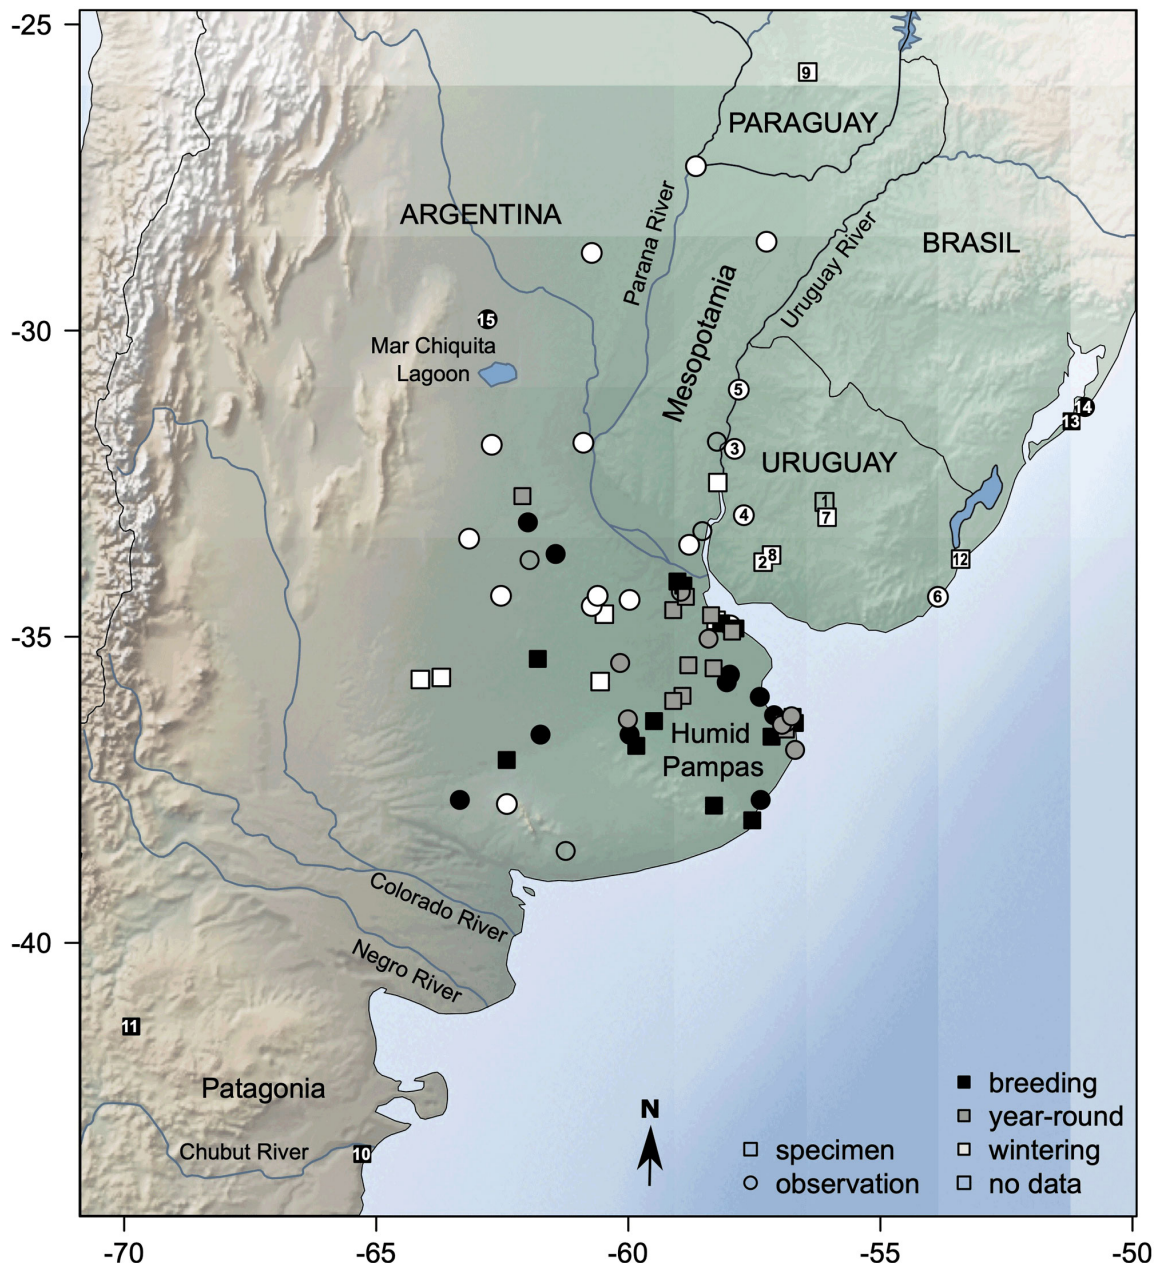 -25
9
PARAGUAY
ARGENTINA
Parana River
Uruguay River
BRASIL
Mesopotamia
-30
15
Mar Chiquita
Lagoon
5
14
13
3
URUGUAY
1
7
4
8
2
12
6
-35
Humid
Pampas
Colorado River
Negro River
-40
11
Patagonia
Chubut River
10
N
specimen
observation
breeding
year-round
wintering
no data
-70
-65
-60
-55
-50